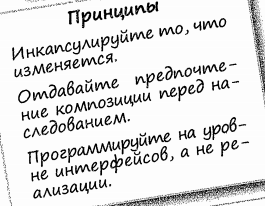 Принципы
Инкапсулируйте то, что
изменяется.
Отдавайте предпочте-
ние композиции перед на-
следованием.
Программируйте на уров-
не интерфейсов, а не ре-
ализации.